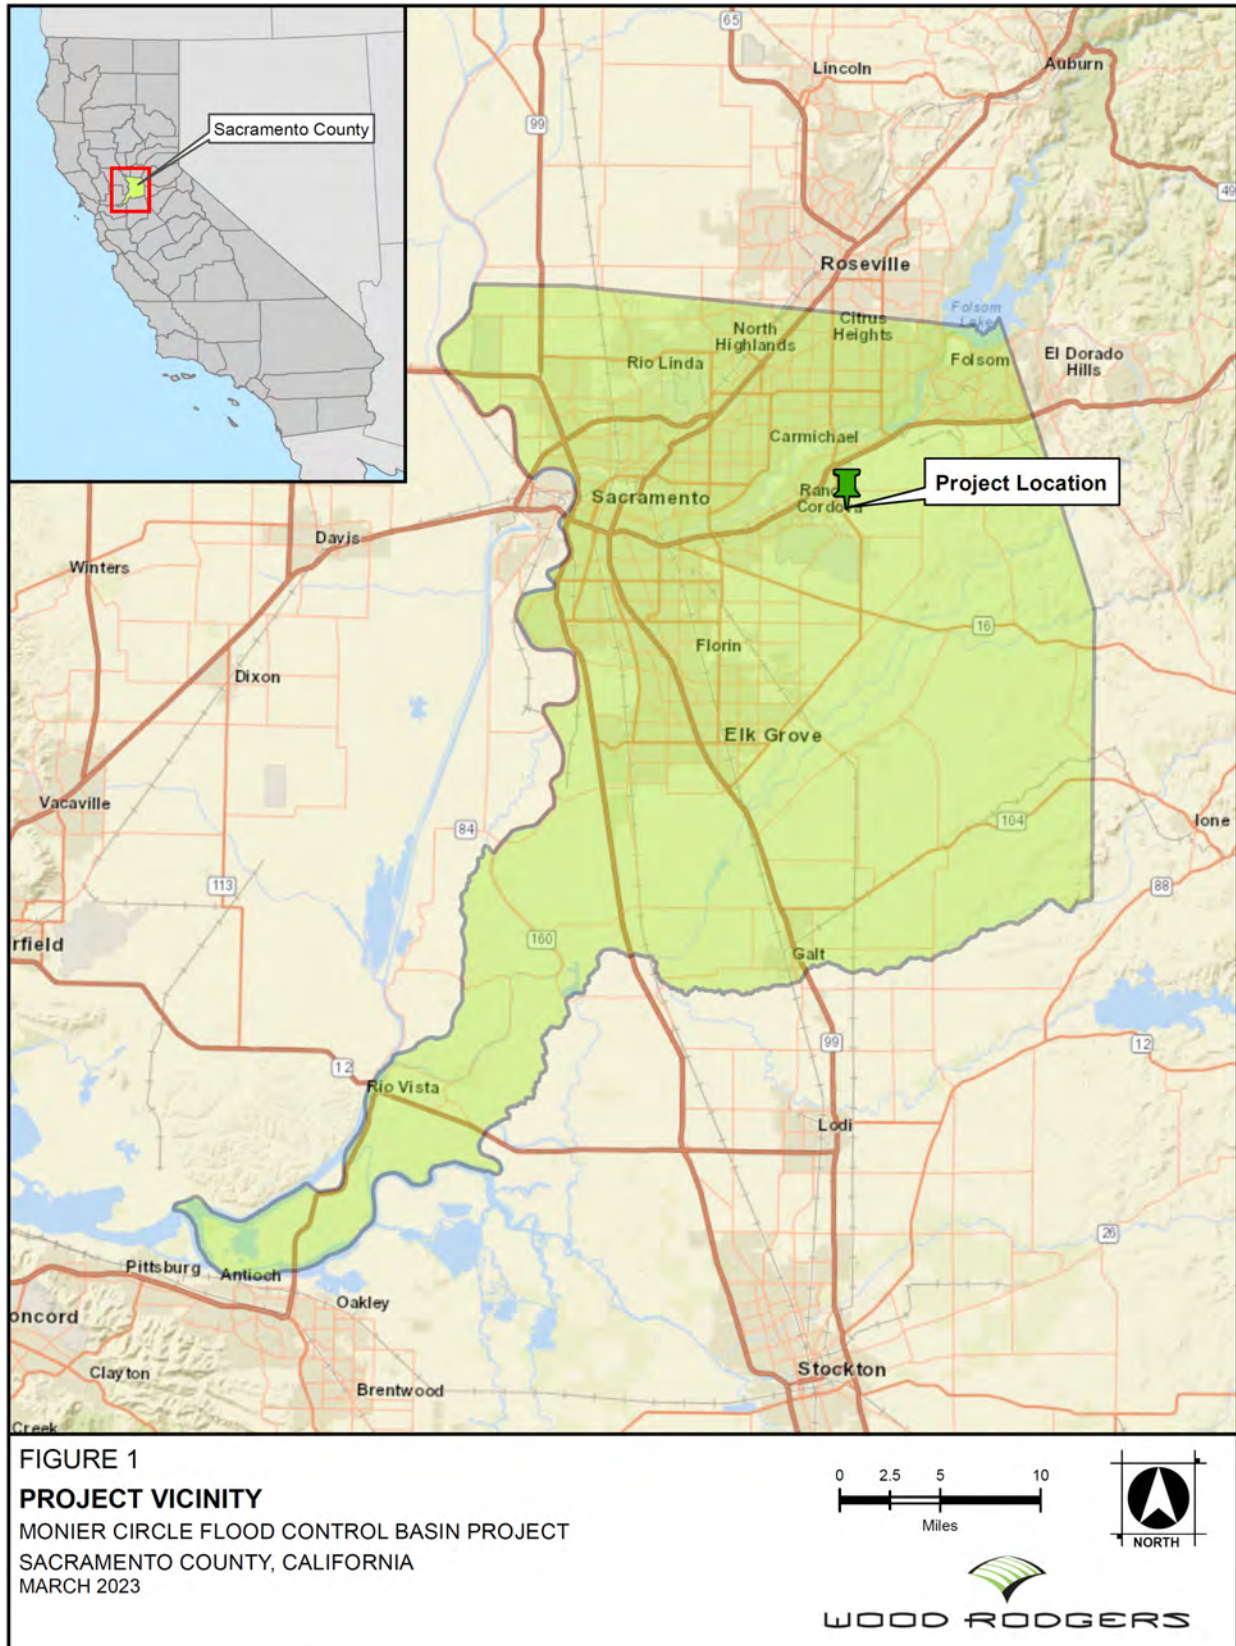 Sacramento County
65
Lincoln
Auburn
99
49
Roseville
Folsom
Lake
North
Highlands
Citrus
Heights
Rio Linda
Folsom
El Dorado
Hills
Carmichael
Sacramento
Cordova
Project Location
Davis
Winters
16
Florin
Dixon
Elk Grove
Vacaville
84
104
Ione
113
88
rfield
160
Galt
99
12
12
Rio Vista
Lodi
26
Pittsburg
Antioch
Oakley
oncord
Clayton
Brentwood
Stockton
Creek
FIGURE 1
PROJECT VICINITY
MONIER CIRCLE FLOOD CONTROL BASIN PROJECT
SACRAMENTO COUNTY, CALIFORNIA
MARCH 2023
0 2.5 5 10
Miles
NORTH
WOOD RODGERS